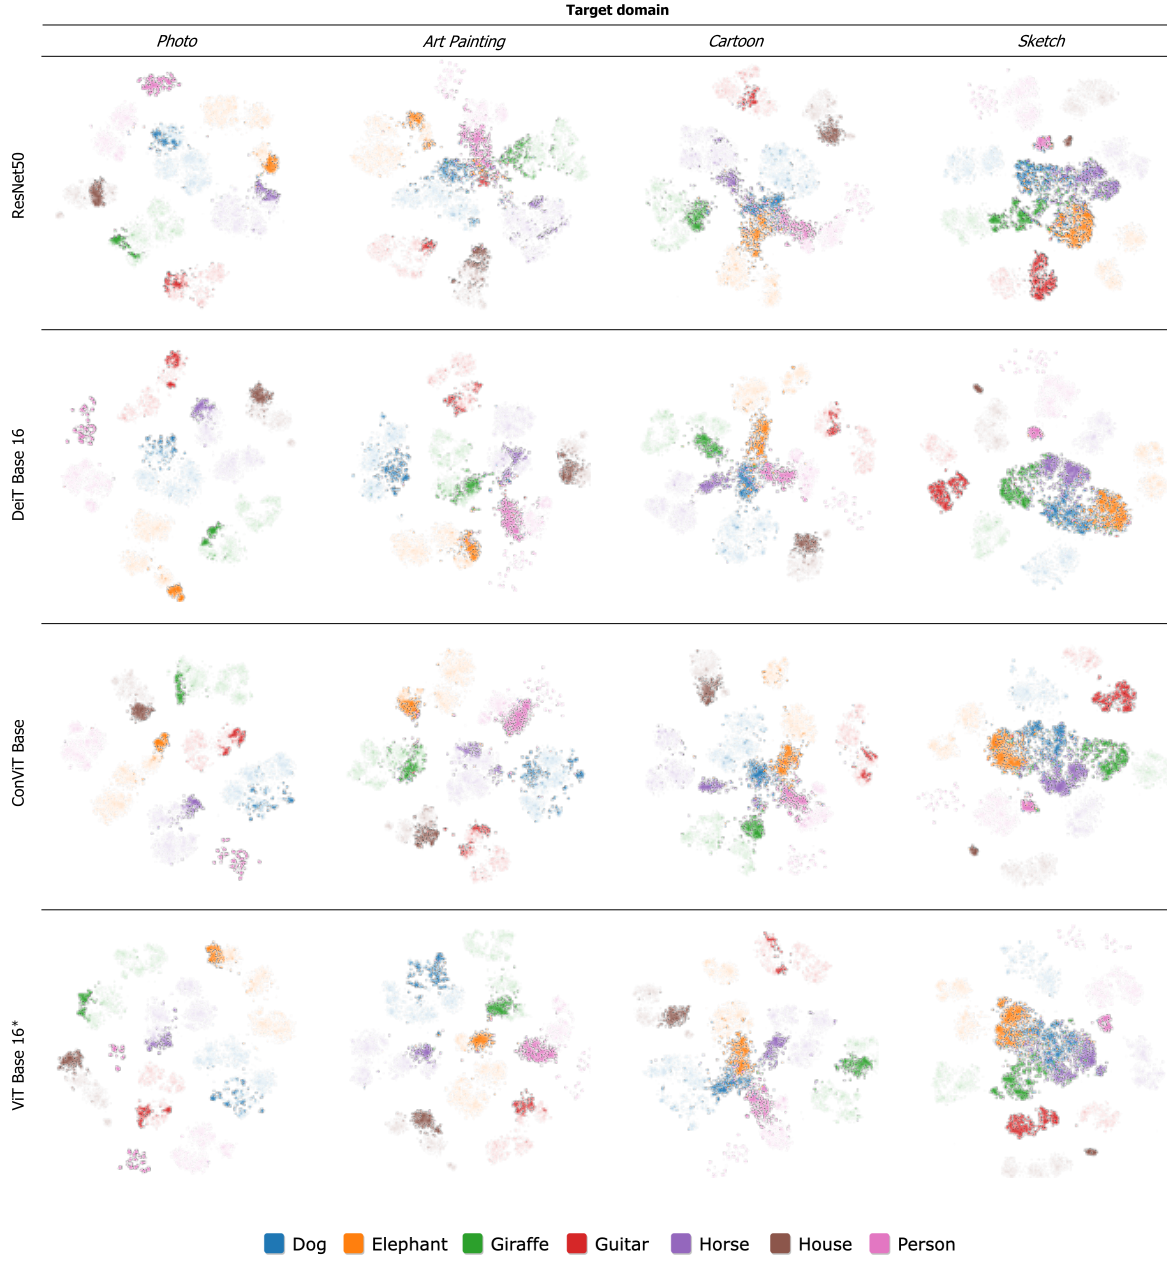 Target domain
Photo Art Painting Cartoon Sketch
ResNet50
DeiT Base 16
ConViT Base
ViT Base 16*
Dog Elephant Giraffe Guitar Horse House Person